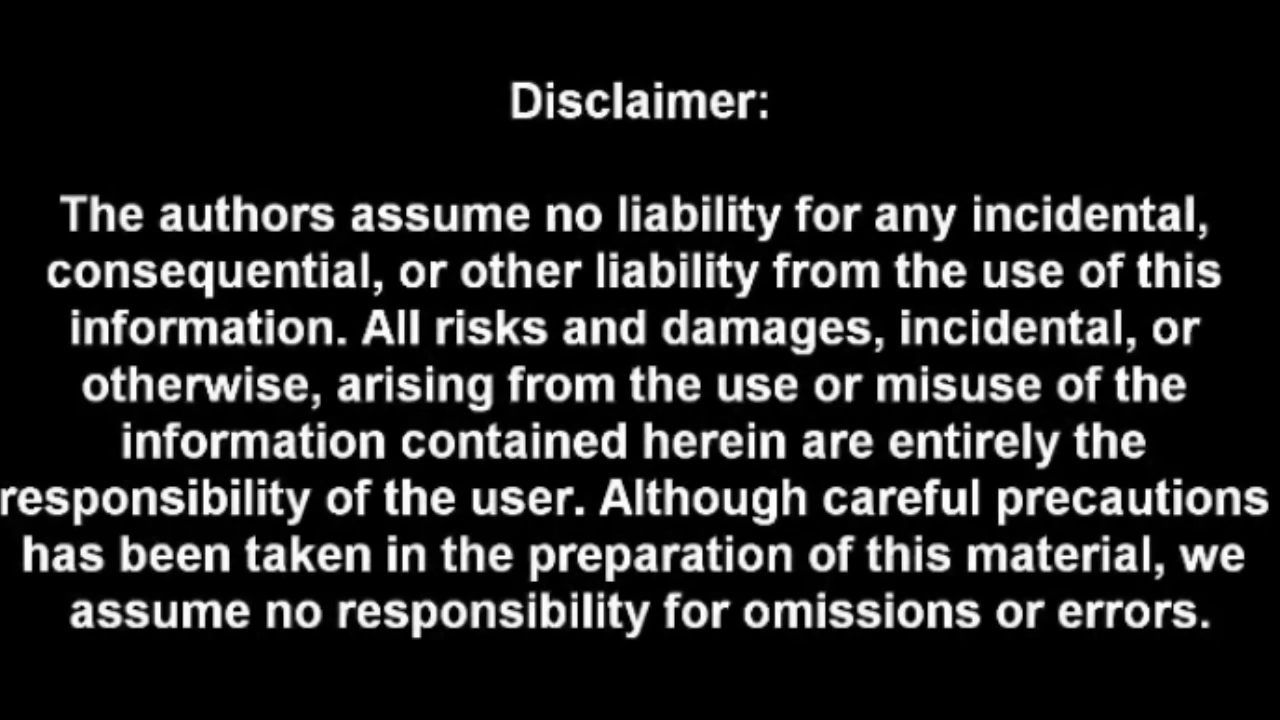 Disclaimer:
The authors assume no liability for any incidental,
consequential, or other liability from the use of this
information. All risks and damages, incidental, or
otherwise, arising from the use or misuse of the
information contained herein are entirely the
responsibility of the user. Although careful precautions
has been taken in the preparation of this material, we
assume no responsibility for omissions or errors.